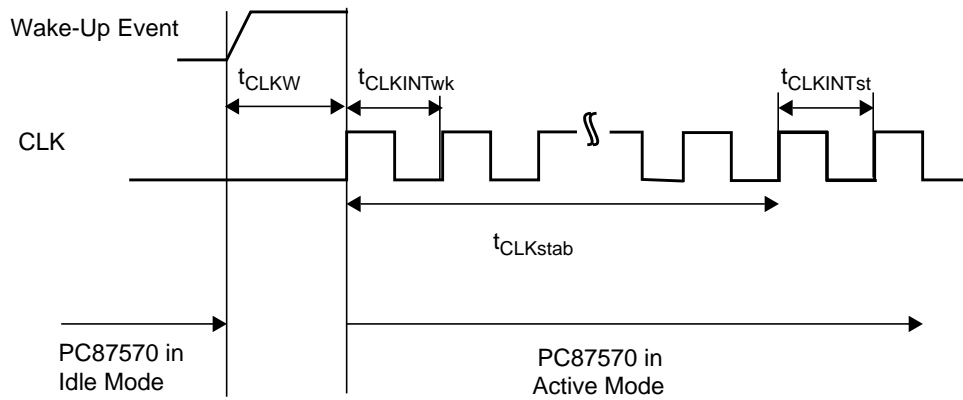 Wake-Up Event
tCLKW
tCLKINTwk
tCLKINTst
CLK
tCLKstab
PC87570 in
Idle Mode
PC87570 in
Active Mode